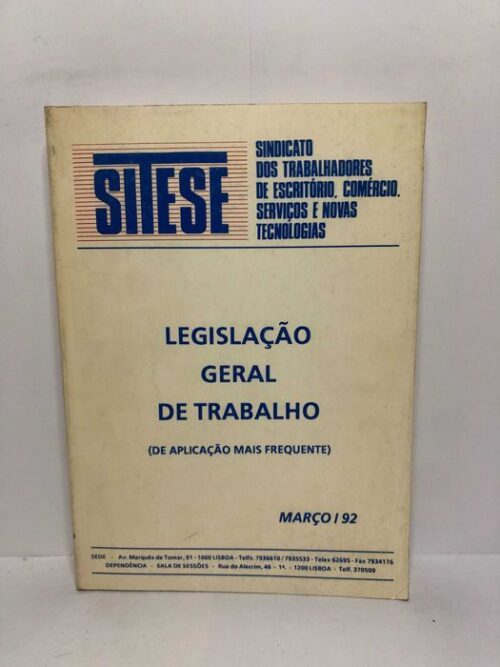 SITESE
SINDICATO
DOS TRABALHADORES
DE ESCRITÓRIO, COMÉRCIO,
SERVIÇOS E NOVAS
TECNOLOGIAS
LEGISLAÇÃO
GERAL
DE TRABALHO
(DE APLICAÇÃO MAIS FREQUENTE)
MARÇO / 92
SEDE - Av. Marquês de Tomar, 91 - 1000 LISBOA - Telfs. 7936610 / 7935533 - Telex 62695 - Fax 7934176
DEPENDÊNCIA - SALA DE SESSÕES - Rua do Alecrim, 46 - 1º. - 1200 LISBOA - Telf. 370509